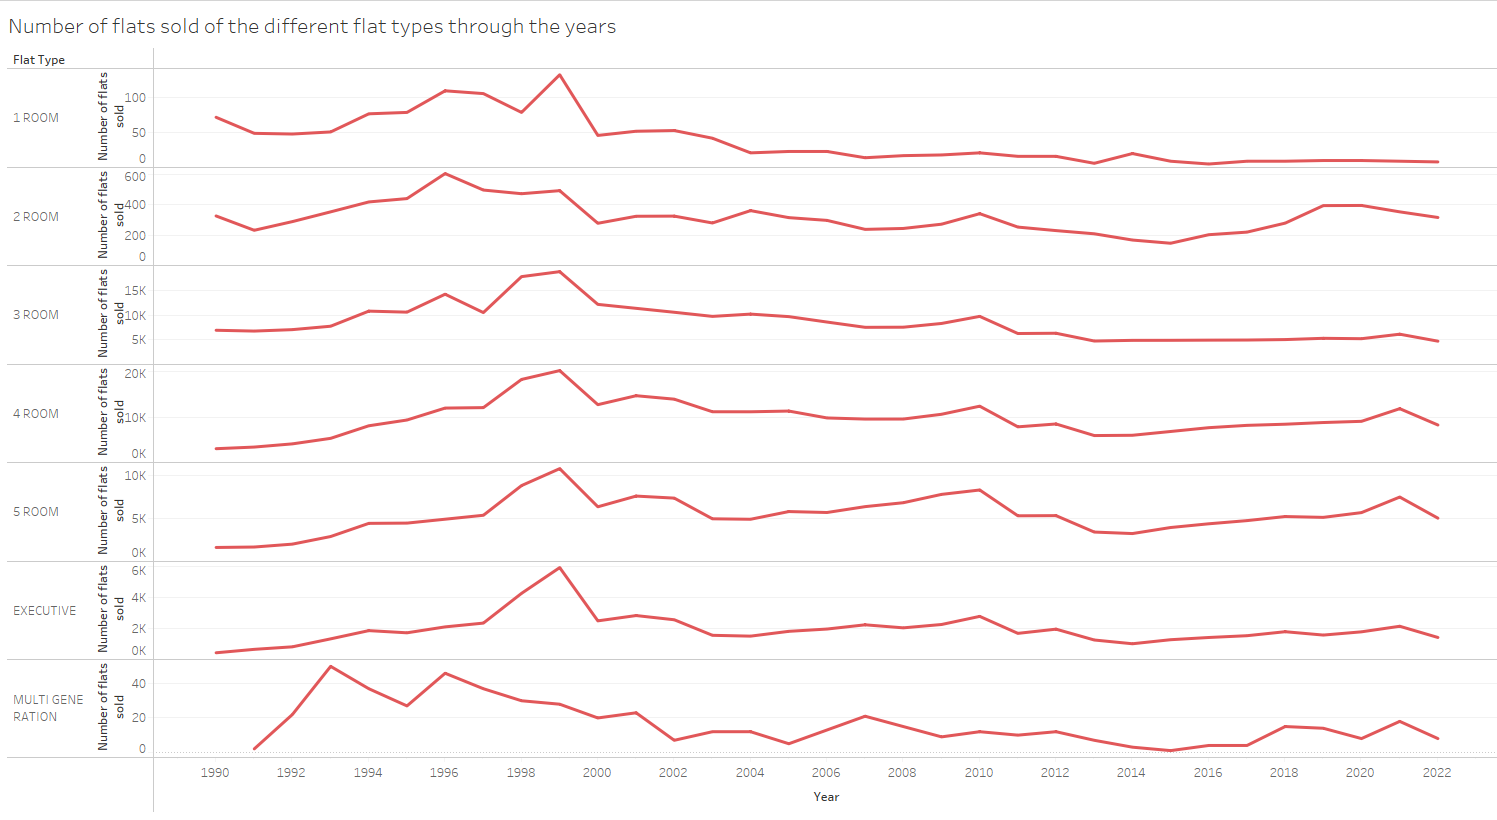 Number of flats sold of the different flat types through the years
Flat Type
1 ROOM
Number of flats
sold
100
50
0
2 ROOM
Number of flats
sold
600
400
200
0
3 ROOM
Number of flats
sold
15K
10K
5K
4 ROOM
Number of flats
sold
20K
10K
0K
5 ROOM
Number of flats
sold
10K
5K
0K
EXECUTIVE
Number of flats
sold
6K
4K
2K
0K
MULTI GENE
RATION
Number of flats
sold
40
20
0
1990 1992 1994 1996 1998 2000 2002 2004 2006 2008 2010 2012 2014 2016 2018 2020 2022
Year